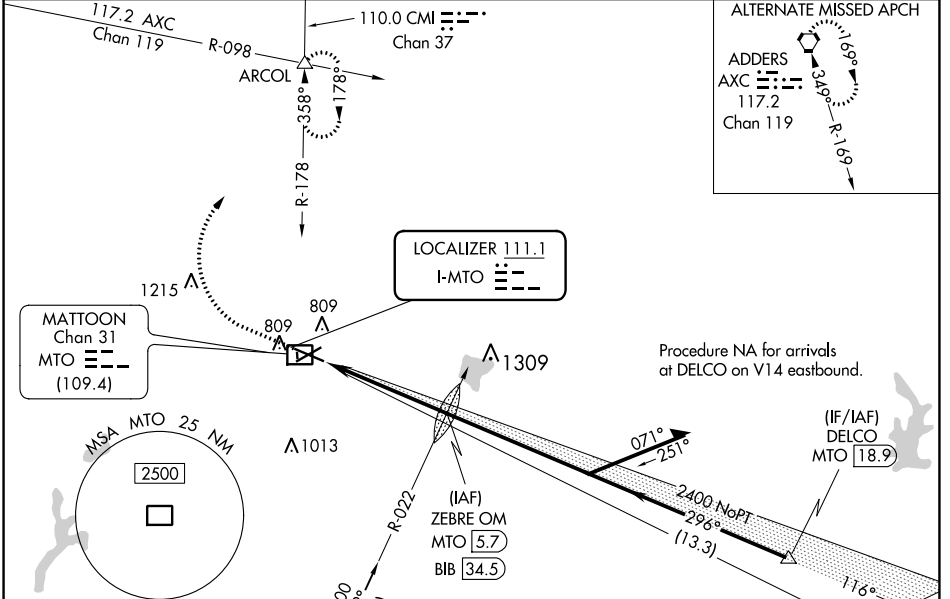 117.2 AXC
Chan 119
R-098
110.0 CMI
Chan 37
ARCOL
178°
358°
R-178
ALTERNATE MISSED APCH
ADDERS
AXC
117.2
Chan 119
169°
349°
R-169
LOCALIZER 111.1
I-MTO
1215
809
809
MATTOON
Chan 31
MTO
(109.4)
1309
Procedure NA for arrivals
at DELCO on V14 eastbound.
(IF/IAF)
DELCO
MTO 18.9
071°
251°
MSA MTO 25 NM
2500
1013
(IAF)
ZEBRE OM
MTO 5.7
BIB 34.5
R-022
2400 NoPT
296°
(13.3)
116°